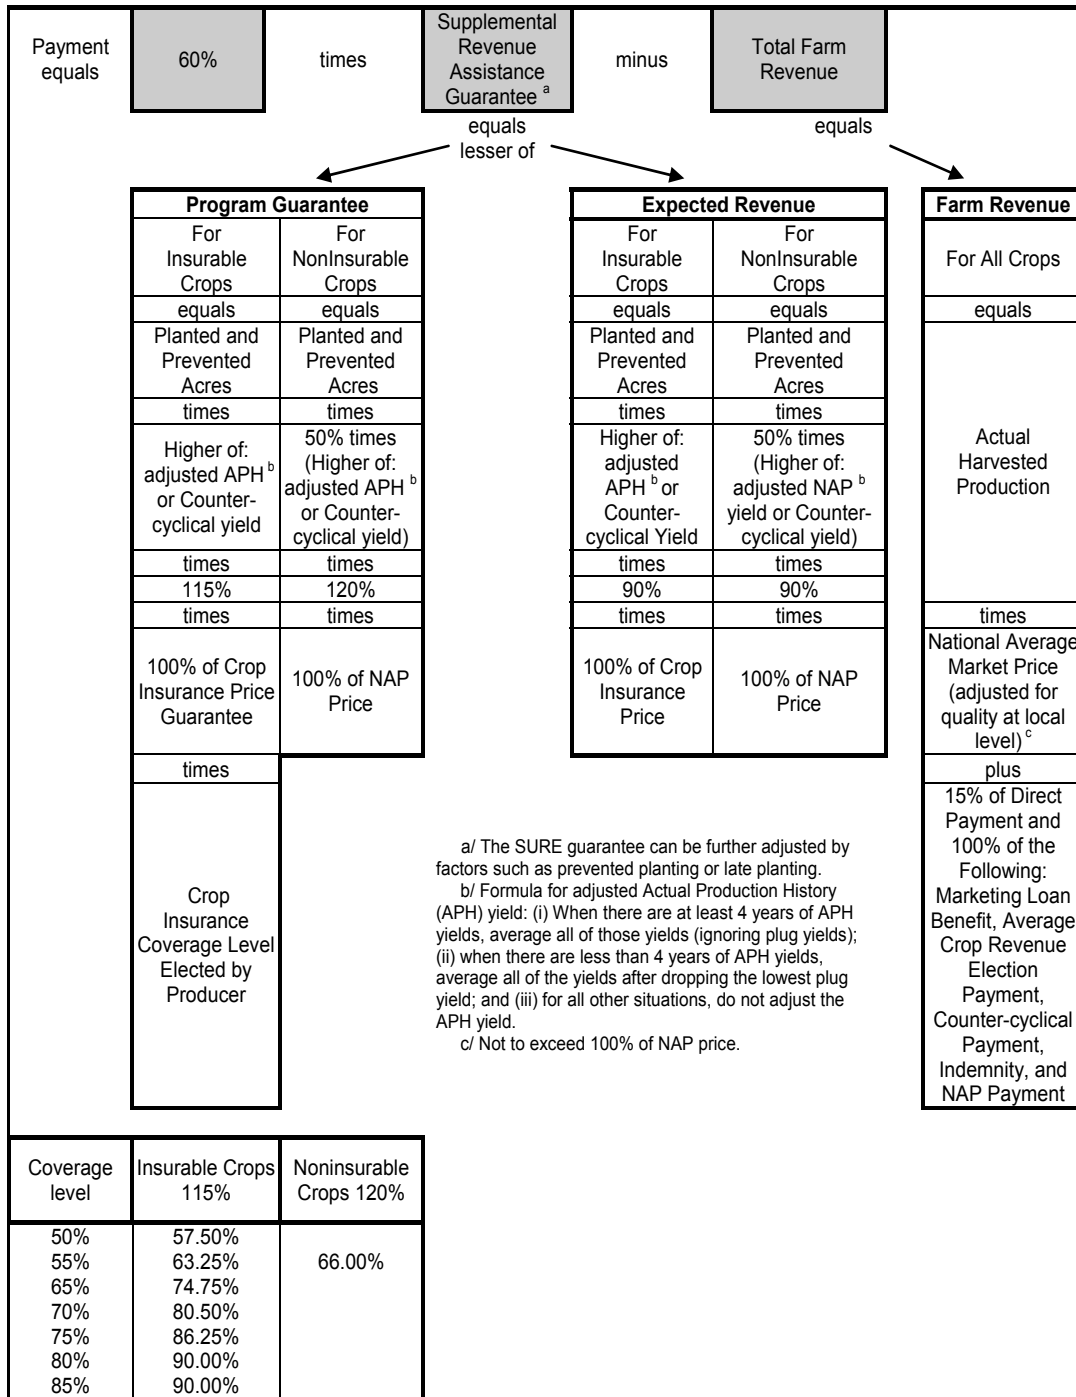 Payment
equals
60%
times
Supplemental
Revenue
Assistance
Guarantee a
minus
Total Farm
Revenue
equals
lesser of
equals
Program Guarantee
For
Insurable
Crops
For
NonInsurable
Crops
equals
equals
Planted and
Prevented
Acres
Planted and
Prevented
Acres
times
times
Higher of:
adjusted APH b
or Counter-
cyclical yield
50% times
(Higher of:
adjusted APH b
or Counter-
cyclical yield)
times
times
115%
120%
times
times
100% of Crop
Insurance Price
Guarantee
100% of NAP
Price
times
Crop
Insurance
Coverage Level
Elected by
Producer
Expected Revenue
For
Insurable
Crops
For
NonInsurable
Crops
equals
equals
Planted and
Prevented
Acres
Planted and
Prevented
Acres
times
times
Higher of:
adjusted
APH b or
Counter-
cyclical Yield
50% times
(Higher of:
adjusted NAP b
yield or Counter-
cyclical yield)
times
times
90%
90%
times
times
100% of Crop
Insurance
Price
100% of NAP
Price
Farm Revenue
For All Crops
equals
Actual
Harvested
Production
times
National Average
Market Price
(adjusted for
quality at local
level) c
plus
15% of Direct
Payment and
100% of the
Following:
Marketing Loan
Benefit, Average
Crop Revenue
Election
Payment,
Counter-cyclical
Payment,
Indemnity, and
NAP Payment
a/ The SURE guarantee can be further adjusted by
factors such as prevented planting or late planting.
b/ Formula for adjusted Actual Production History
(APH) yield: (i) When there are at least 4 years of APH
yields, average all of those yields (ignoring plug yields);
(ii) when there are less than 4 years of APH yields,
average all of the yields after dropping the lowest plug
yield; and (iii) for all other situations, do not adjust the
APH yield.
c/ Not to exceed 100% of NAP price.
Coverage
level
Insurable Crops
115%
Noninsurable
Crops 120%
50% 57.50%
55% 63.25% 66.00%
65% 74.75%
70% 80.50%
75% 86.25%
80% 90.00%
85% 90.00%